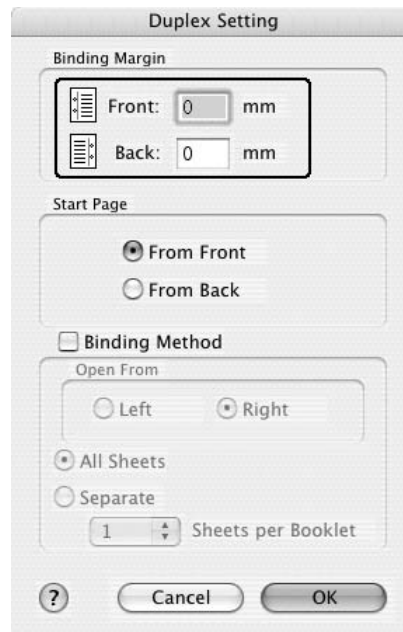 Duplex Setting
Binding Margin
Front: 0 mm
Back: 0 mm
Start Page
From Front
From Back
Binding Method
Open From
Left Right
All Sheets
Separate
1 Sheets per Booklet
? Cancel OK